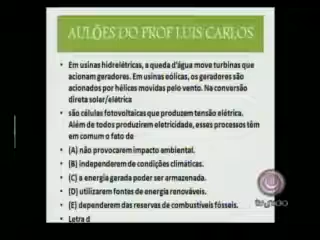 AULÕES DO PROF LUIS CARLOS
• Em usinas hidrelétricas, a queda d'água move turbinas que
acionam geradores. Em usinas eólicas, os geradores são
acionados por hélices movidas pelo vento. Na conversão
direta solar/elétrica
• são células fotovoltaicas que produzem tensão elétrica.
Além de todos produzirem eletricidade, esses processos têm
em comum o fato de
• (A) não provocarem impacto ambiental.
• (B) independerem de condições climáticas.
• (C) a energia gerada poder ser armazenada.
• (D) utilizarem fontes de energia renováveis.
• (E) dependerem das reservas de combustíveis fósseis.
• Letra d